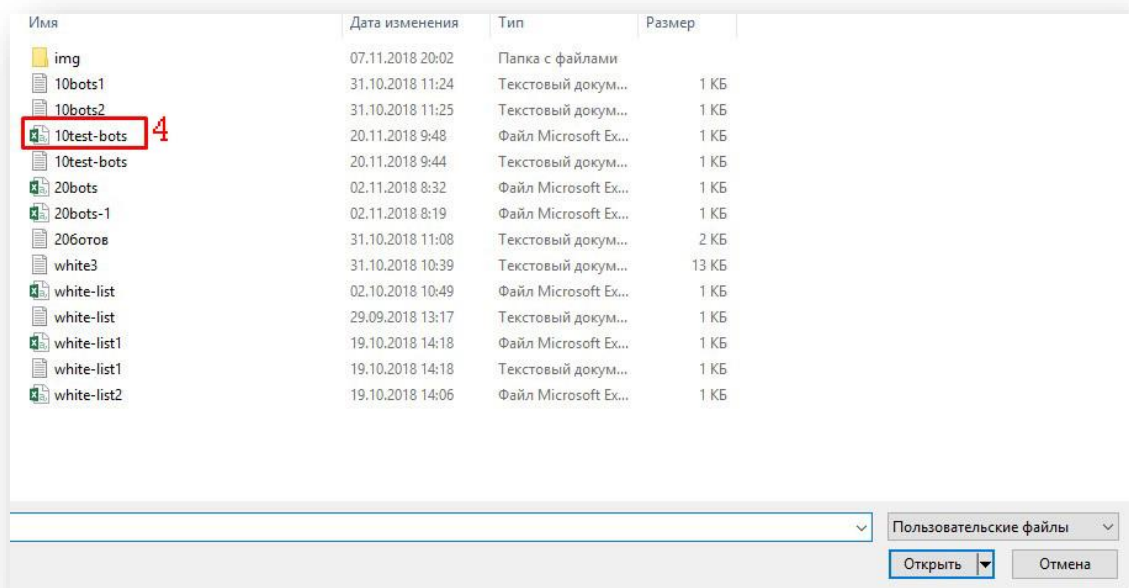 Имя Дата изменения Тип Размер
img 07.11.2018 20:02 Папка с файлами
10bots1 31.10.2018 11:24 Текстовый докум... 1 КБ
10bots2 31.10.2018 11:25 Текстовый докум... 1 КБ
10test-bots 4 20.11.2018 9:48 Файл Microsoft Ex... 1 КБ
10test-bots 20.11.2018 9:44 Текстовый докум... 1 КБ
20bots 02.11.2018 8:32 Файл Microsoft Ex... 1 КБ
20bots-1 02.11.2018 8:19 Файл Microsoft Ex... 1 КБ
20ботов 31.10.2018 11:08 Текстовый докум... 2 КБ
white3 31.10.2018 10:39 Текстовый докум... 13 КБ
white-list 02.10.2018 10:49 Файл Microsoft Ex... 1 КБ
white-list 29.09.2018 13:17 Текстовый докум... 1 КБ
white-list1 19.10.2018 14:18 Файл Microsoft Ex... 1 КБ
white-list1 19.10.2018 14:18 Текстовый докум... 1 КБ
white-list2 19.10.2018 14:06 Файл Microsoft Ex... 1 КБ
Пользовательские файлы
Открыть Отмена